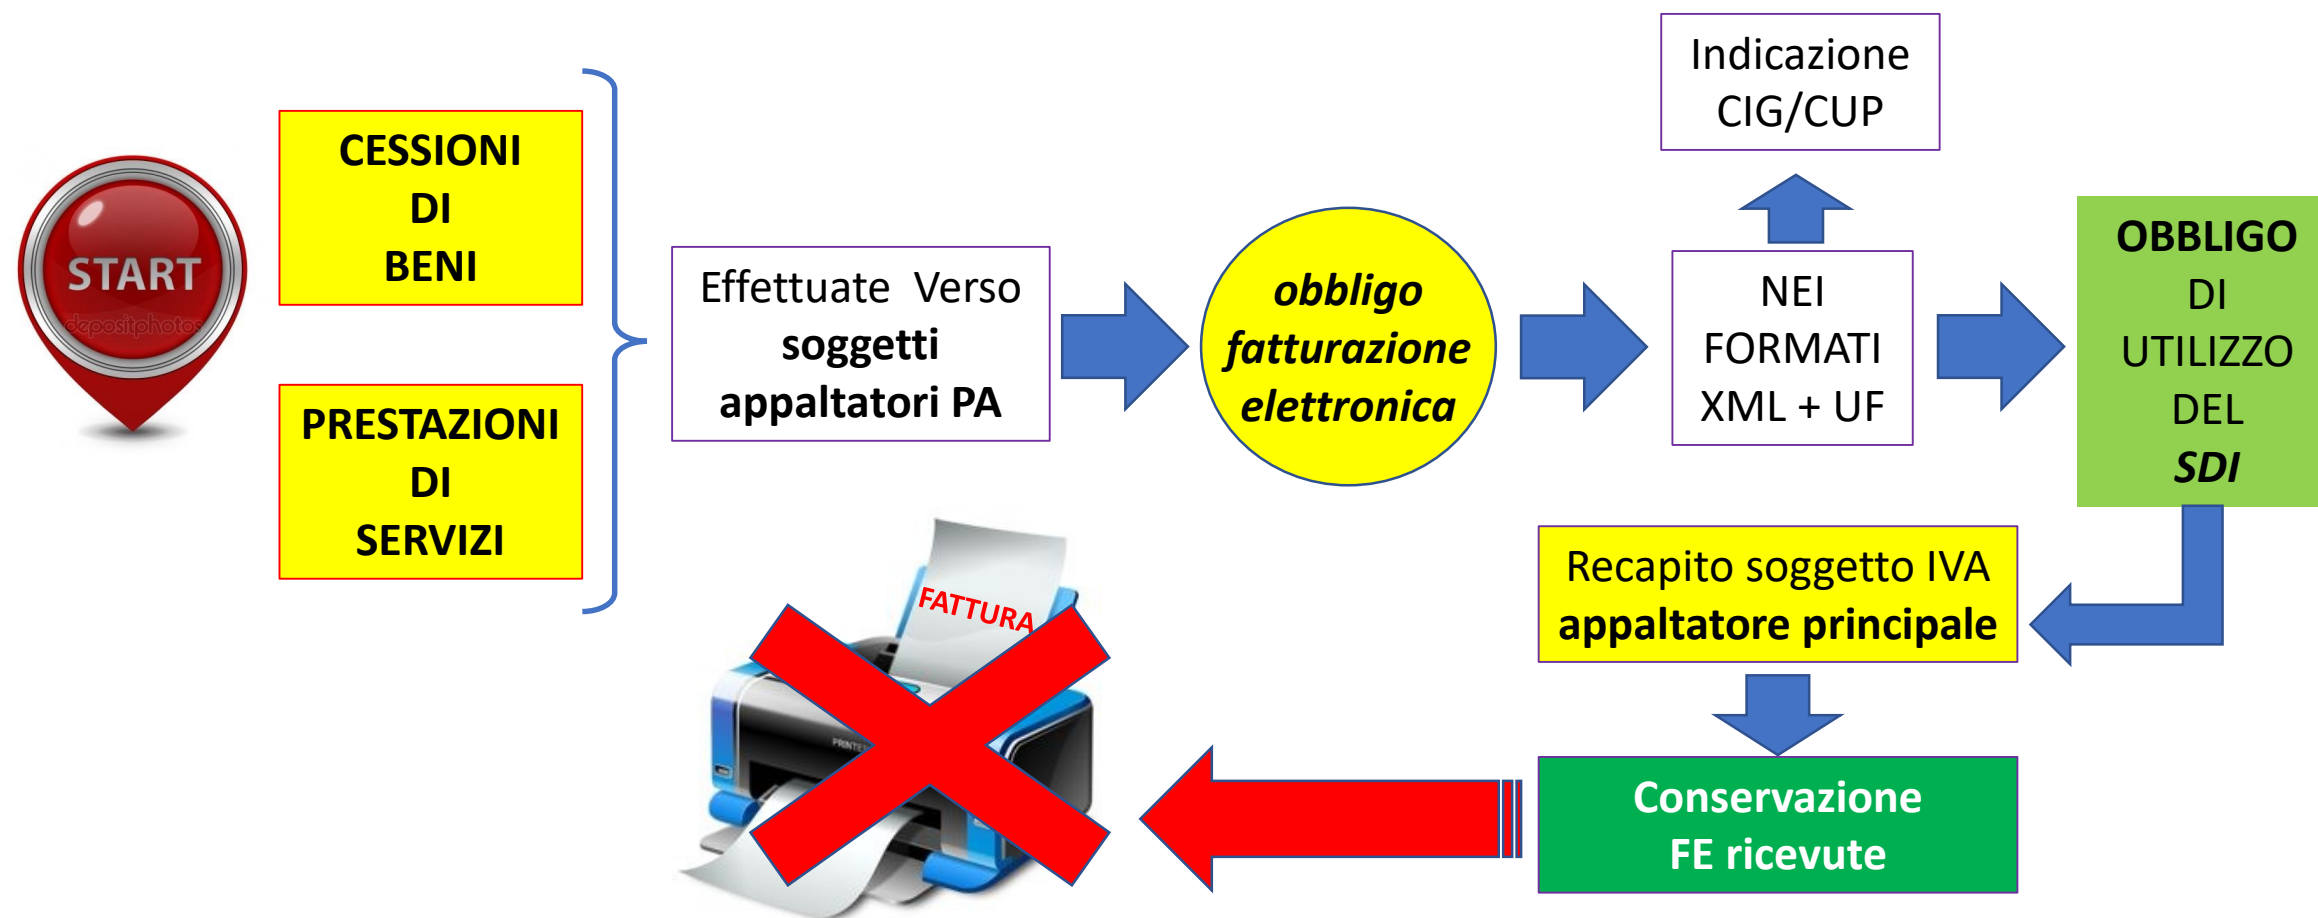 START
depositphotos
CESSIONI
DI
BENI
PRESTAZIONI
DI
SERVIZI
Effettuate Verso
soggetti
appaltatori PA
obbligo
fatturazione
elettronica
Indicazione
CIG/CUP
NEI
FORMATI
XML + UF
OBBLIGO
DI
UTILIZZO
DEL
SDI
Recapito soggetto IVA
appaltatore principale
Conservazione
FE ricevute
FATTURA